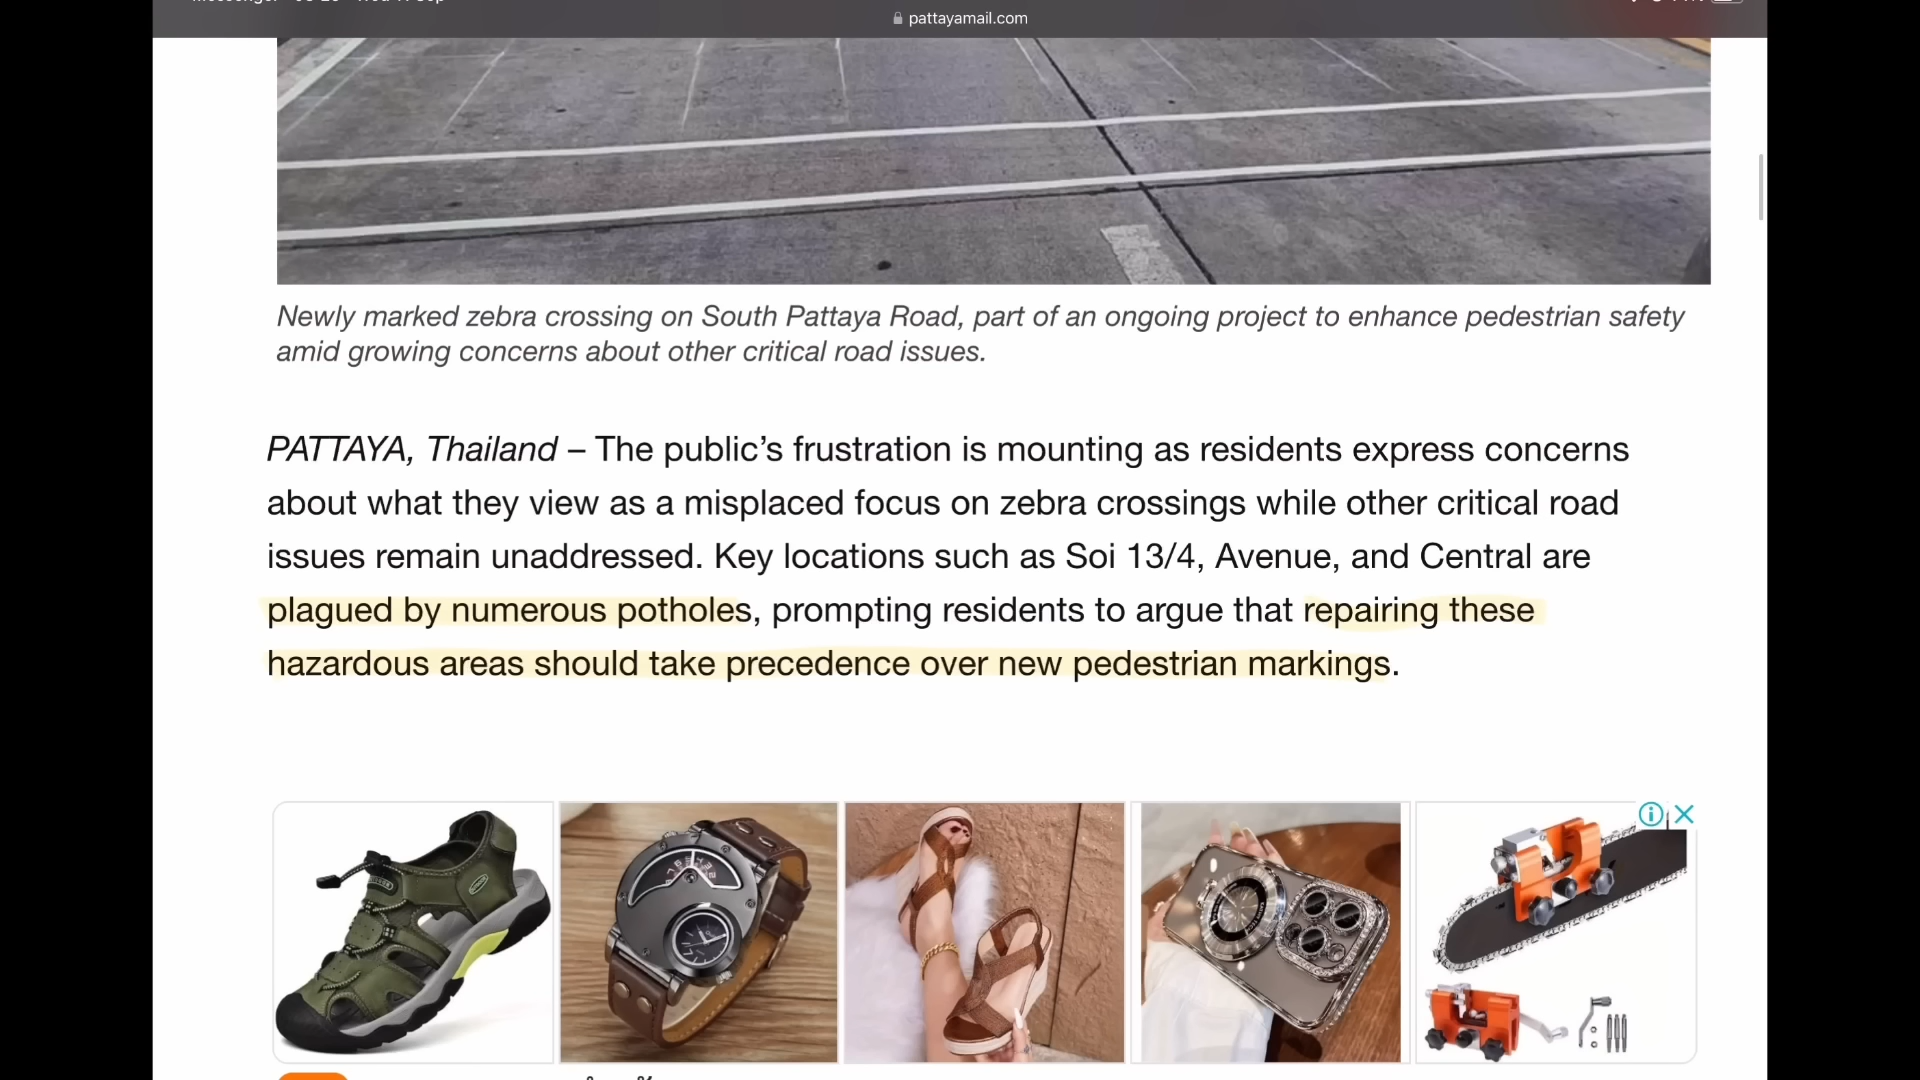 pattayamail.com
Newly marked zebra crossing on South Pattaya Road, part of an ongoing project to enhance pedestrian safety
amid growing concerns about other critical road issues.
PATTAYA, Thailand – The public’s frustration is mounting as residents express concerns
about what they view as a misplaced focus on zebra crossings while other critical road
issues remain unaddressed. Key locations such as Soi 13/4, Avenue, and Central are
plagued by numerous potholes, prompting residents to argue that repairing these
hazardous areas should take precedence over new pedestrian markings.